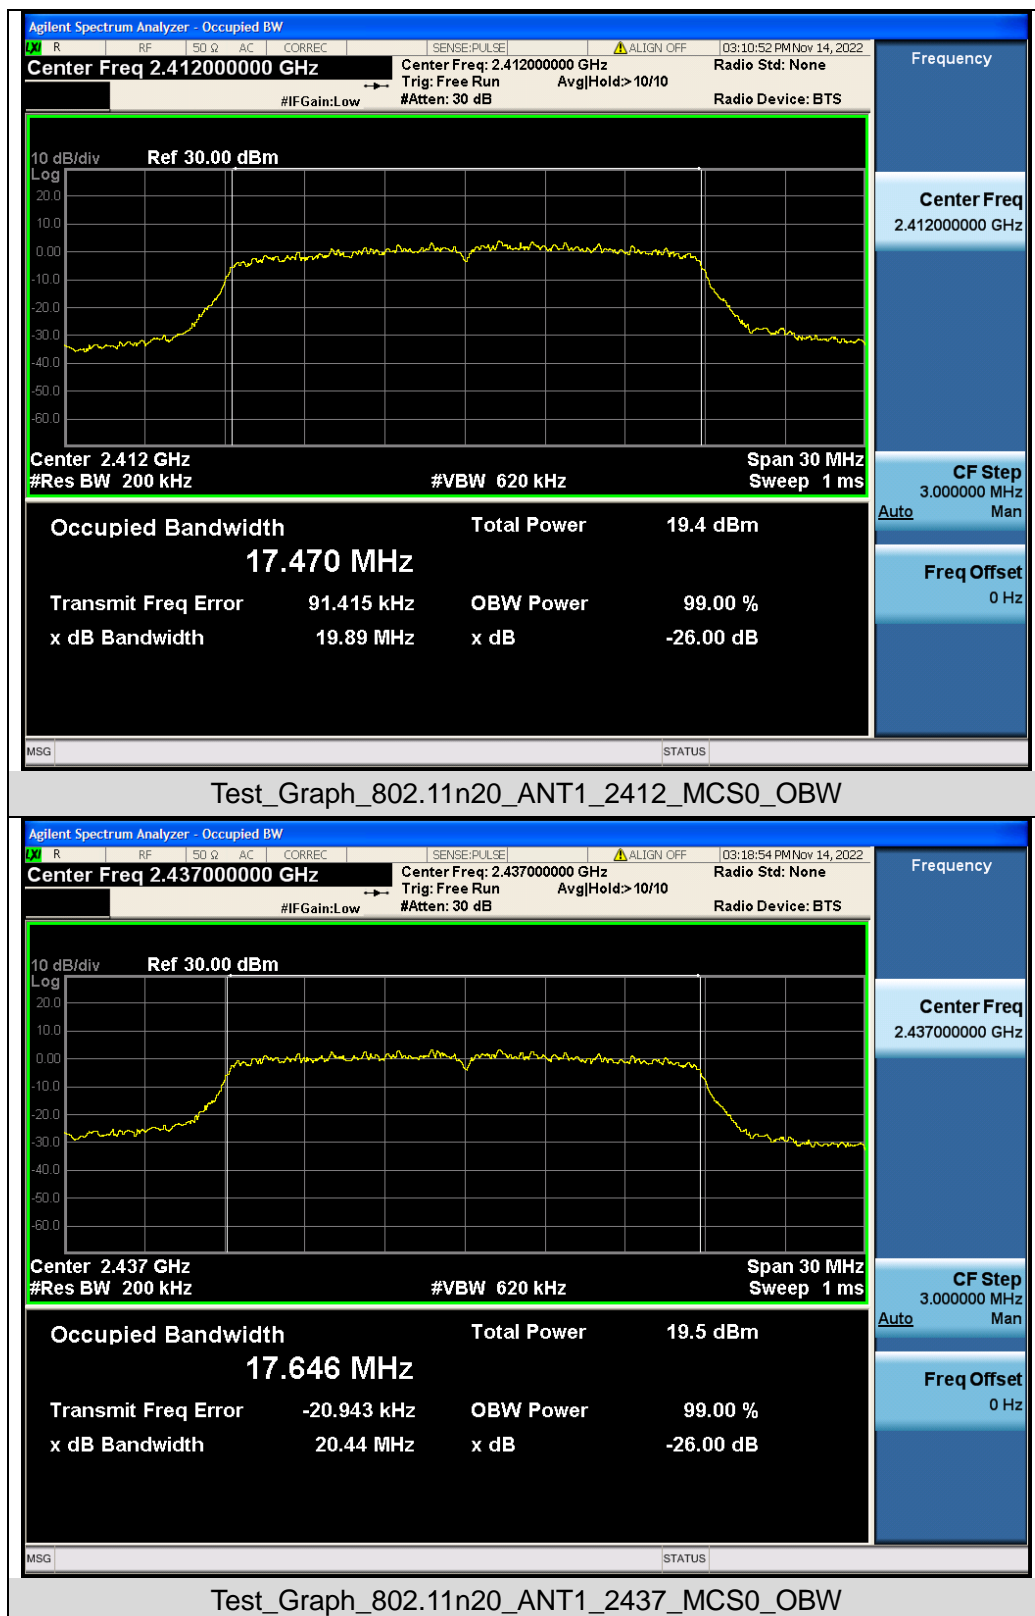 Agilent Spectrum Analyzer - Occupied BW
LXI R RF 50 Ω AC CORREC SENSE:PULSE ALIGN OFF 03:10:52 PM Nov 14, 2022
Center Freq 2.412000000 GHz Center Freq: 2.412000000 GHz Radio Std: None Frequency
Trig: Free Run Avg|Hold:> 10/10
#IFGain:Low #Atten: 30 dB Radio Device: BTS
10 dB/div Ref 30.00 dBm
Log
20.0
10.0
0.00
-10.0
-20.0
-30.0
-40.0
-50.0
-60.0
Center 2.412 GHz Span 30 MHz
#Res BW 200 kHz #VBW 620 kHz Sweep 1 ms
Center Freq
2.412000000 GHz
CF Step
3.000000 MHz
Auto Man
Freq Offset
0 Hz
Occupied Bandwidth Total Power 19.4 dBm
17.470 MHz
Transmit Freq Error 91.415 kHz OBW Power 99.00 %
x dB Bandwidth 19.89 MHz x dB -26.00 dB
MSG STATUS
Test_Graph_802.11n20_ANT1_2412_MCS0_OBW
Agilent Spectrum Analyzer - Occupied BW
LXI R RF 50 Ω AC CORREC SENSE:PULSE ALIGN OFF 03:18:54 PM Nov 14, 2022
Center Freq 2.437000000 GHz Center Freq: 2.437000000 GHz Radio Std: None Frequency
Trig: Free Run Avg|Hold:> 10/10
#IFGain:Low #Atten: 30 dB Radio Device: BTS
10 dB/div Ref 30.00 dBm
Log
20.0
10.0
0.00
-10.0
-20.0
-30.0
-40.0
-50.0
-60.0
Center 2.437 GHz Span 30 MHz
#Res BW 200 kHz #VBW 620 kHz Sweep 1 ms
Center Freq
2.437000000 GHz
CF Step
3.000000 MHz
Auto Man
Freq Offset
0 Hz
Occupied Bandwidth Total Power 19.5 dBm
17.646 MHz
Transmit Freq Error -20.943 kHz OBW Power 99.00 %
x dB Bandwidth 20.44 MHz x dB -26.00 dB
MSG STATUS
Test_Graph_802.11n20_ANT1_2437_MCS0_OBW